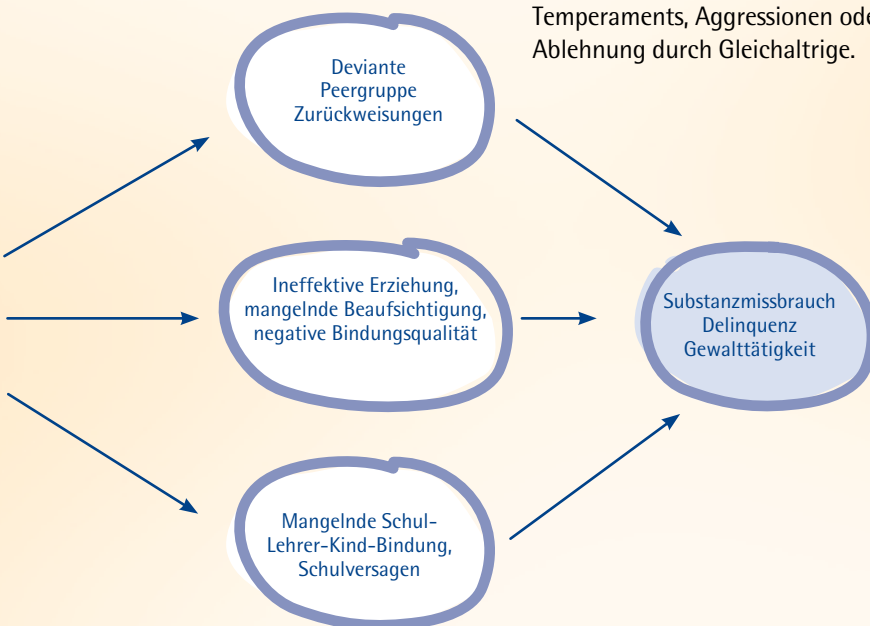 Temperaments, Aggressionen ode
Ablehnung durch Gleichaltrige.
Deviante
Peergruppe
Zurückweisungen
Ineffektive Erziehung,
mangelnde Beaufsichtigung,
negative Bindungsqualität
Substanzmissbrauch
Delinquenz
Gewalttätigkeit
Mangelnde Schul-
Lehrer-Kind-Bindung,
Schulversagen